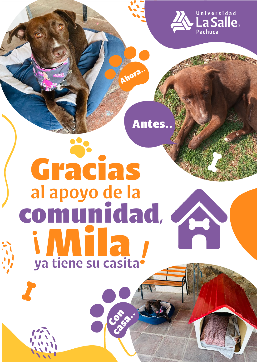 Universidad
La Salle®
Pachuca
Ahora..
Antes..
Gracias
al apoyo de la
comunidad,
¡Mila!
ya tiene su casita
Con
casa..